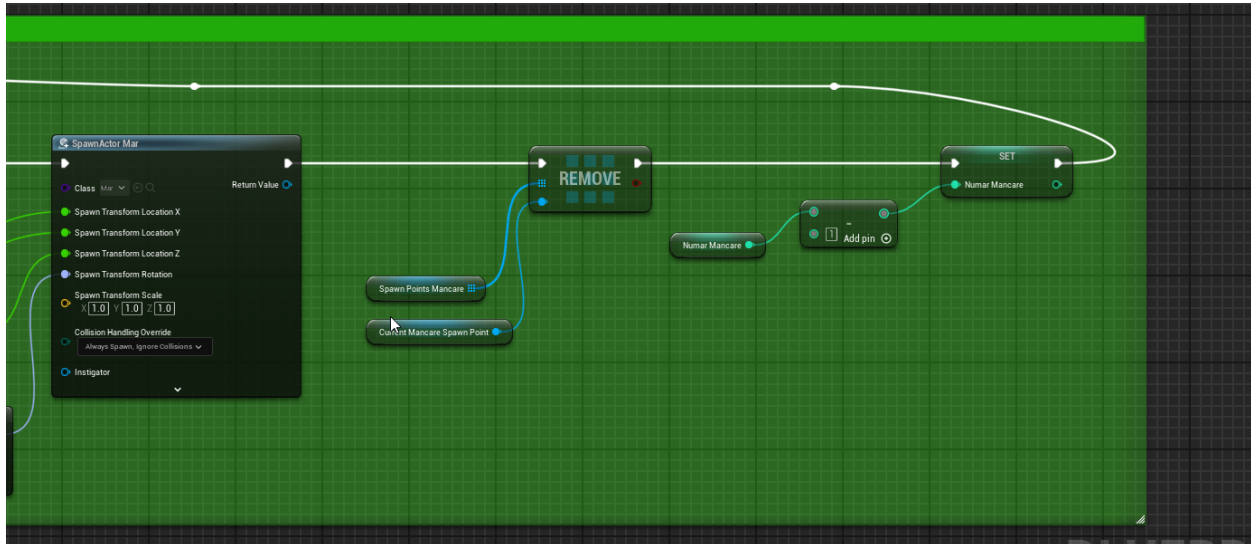 SpawnActor Mar
Class Mar
Return Value
Spawn Transform Location X
Spawn Transform Location Y
Spawn Transform Location Z
Spawn Transform Rotation
Spawn Transform Scale
X 1.0 Y 1.0 Z 1.0
Collision Handling Override
Always Spawn, Ignore Collisions
Instigator
Spawn Points Mancare
Current Mancare Spawn Point
REMOVE
Numar Mancare
-
1 Add pin
SET
Numar Mancare